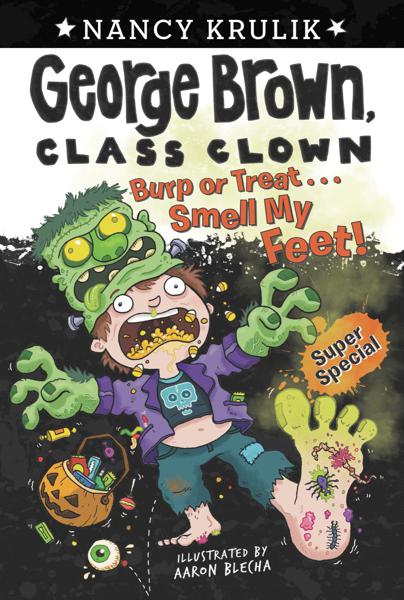 NANCY KRULIK
George Brown,
CLASS CLOWN
Burp or Treat...
Smell My
Feet!
Super
Special
ILLUSTRATED BY
AARON BLECHA